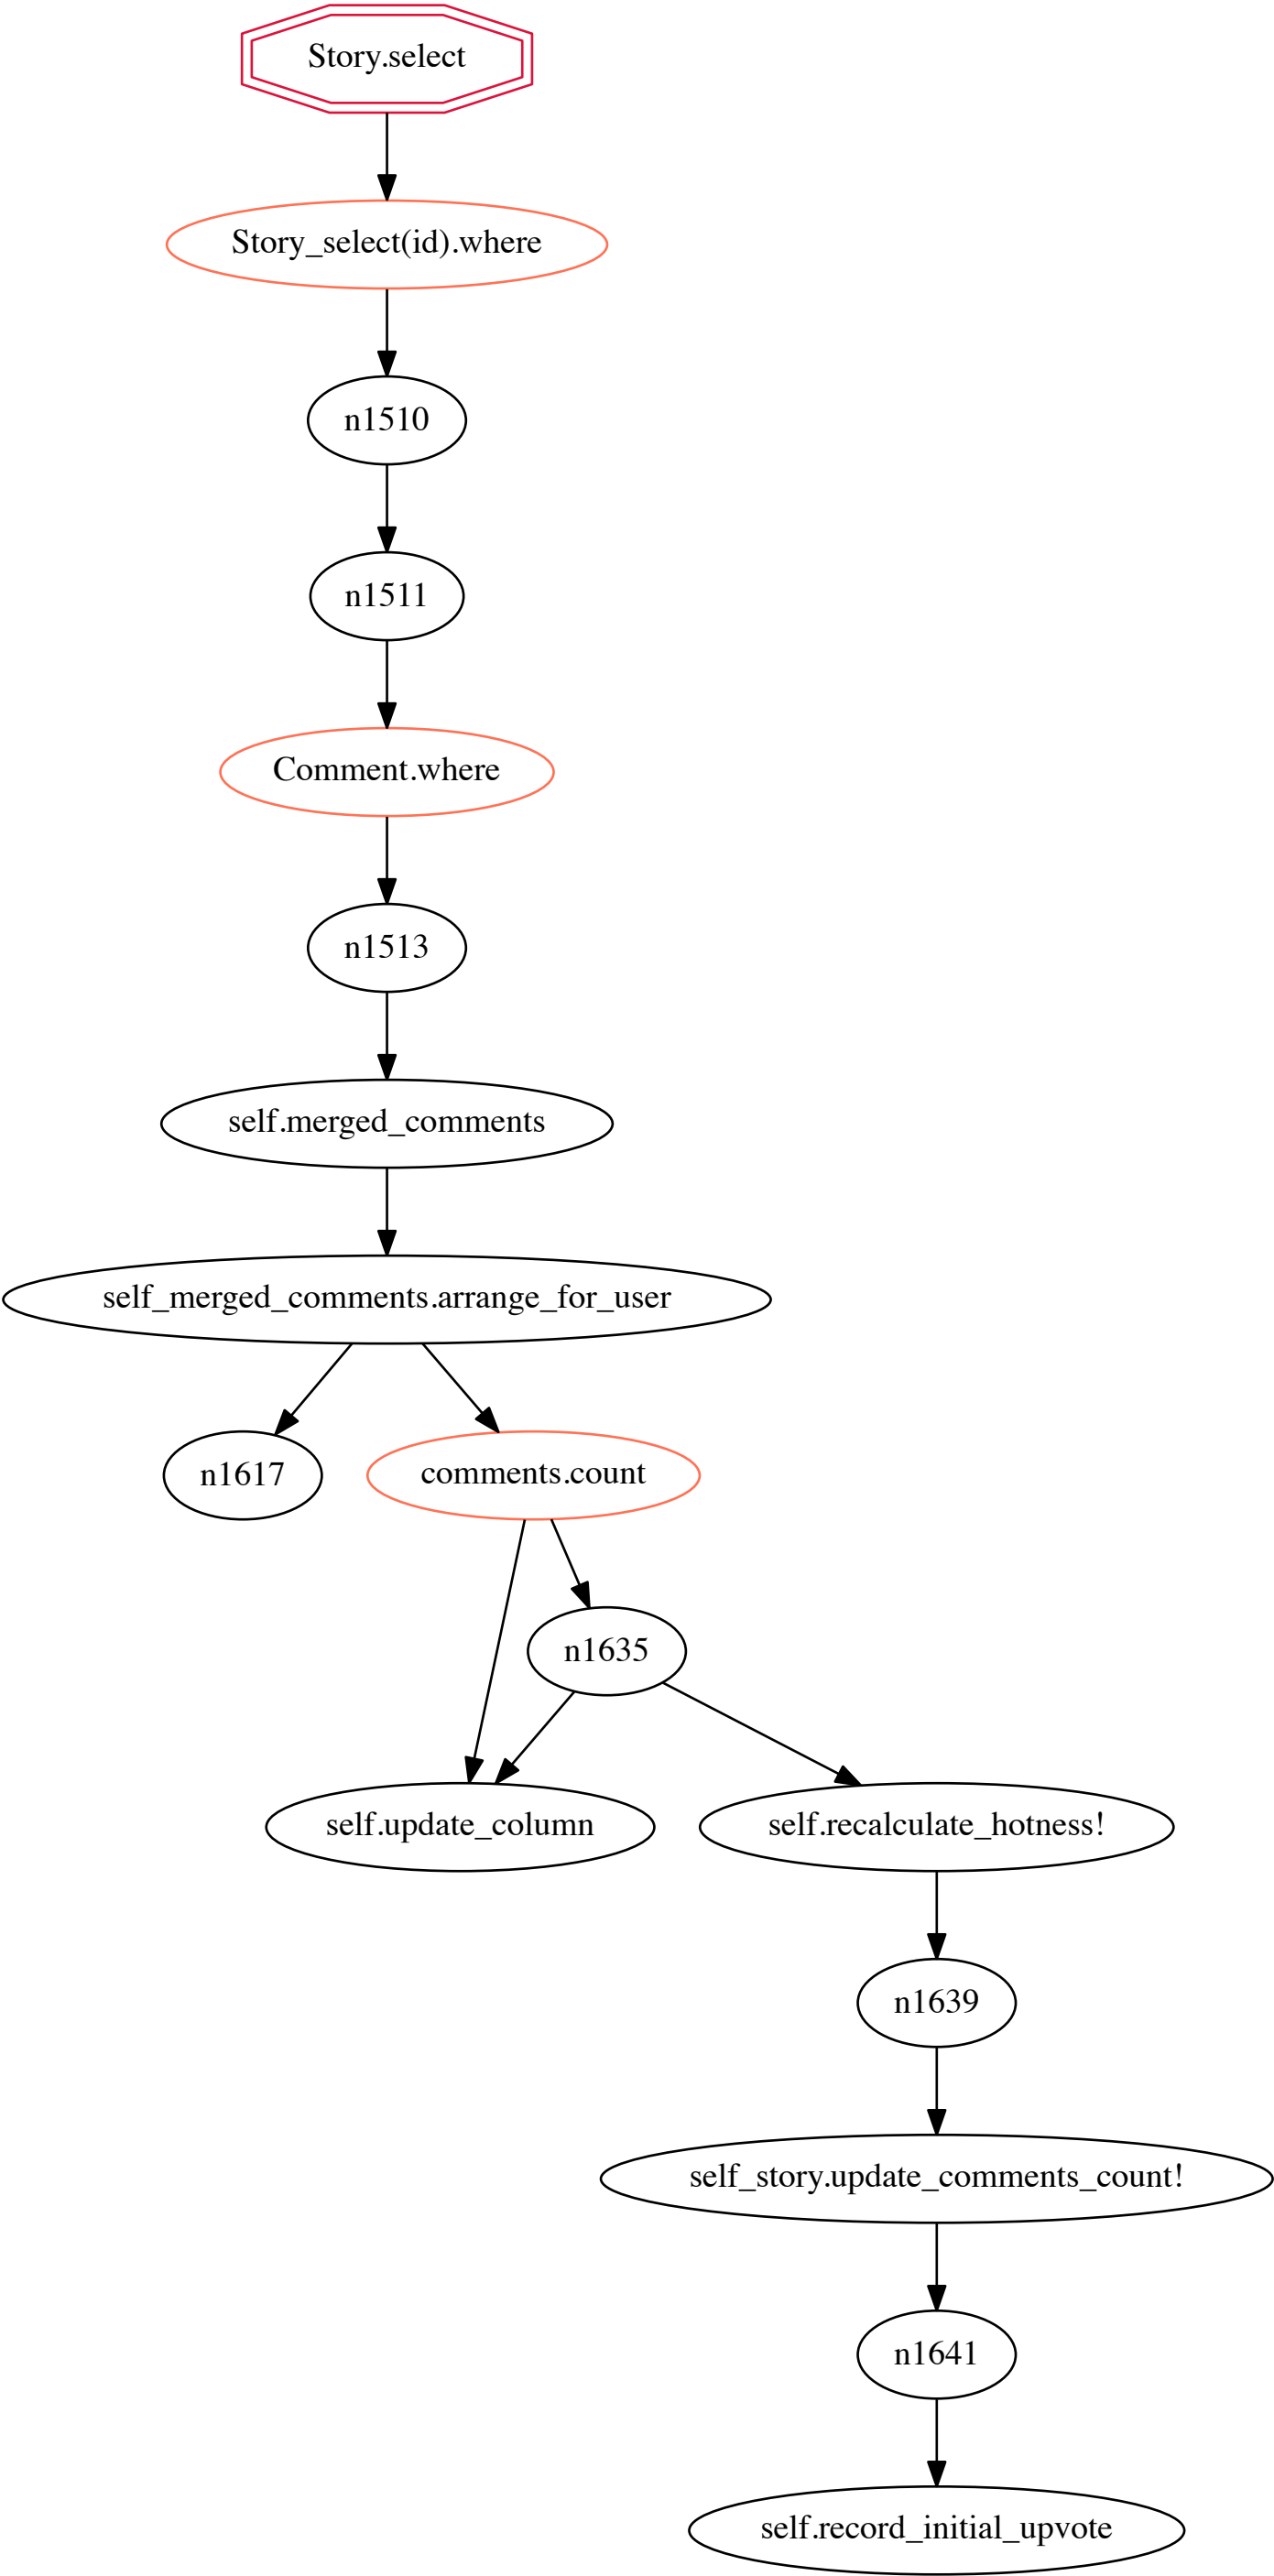 Story.select
Story_select(id).where
n1510
n1511
Comment.where
n1513
self.merged_comments
self_merged_comments.arrange_for_user
n1617
comments.count
n1635
self.update_column
self.recalculate_hotness!
n1639
self_story.update_comments_count!
n1641
self.record_initial_upvote